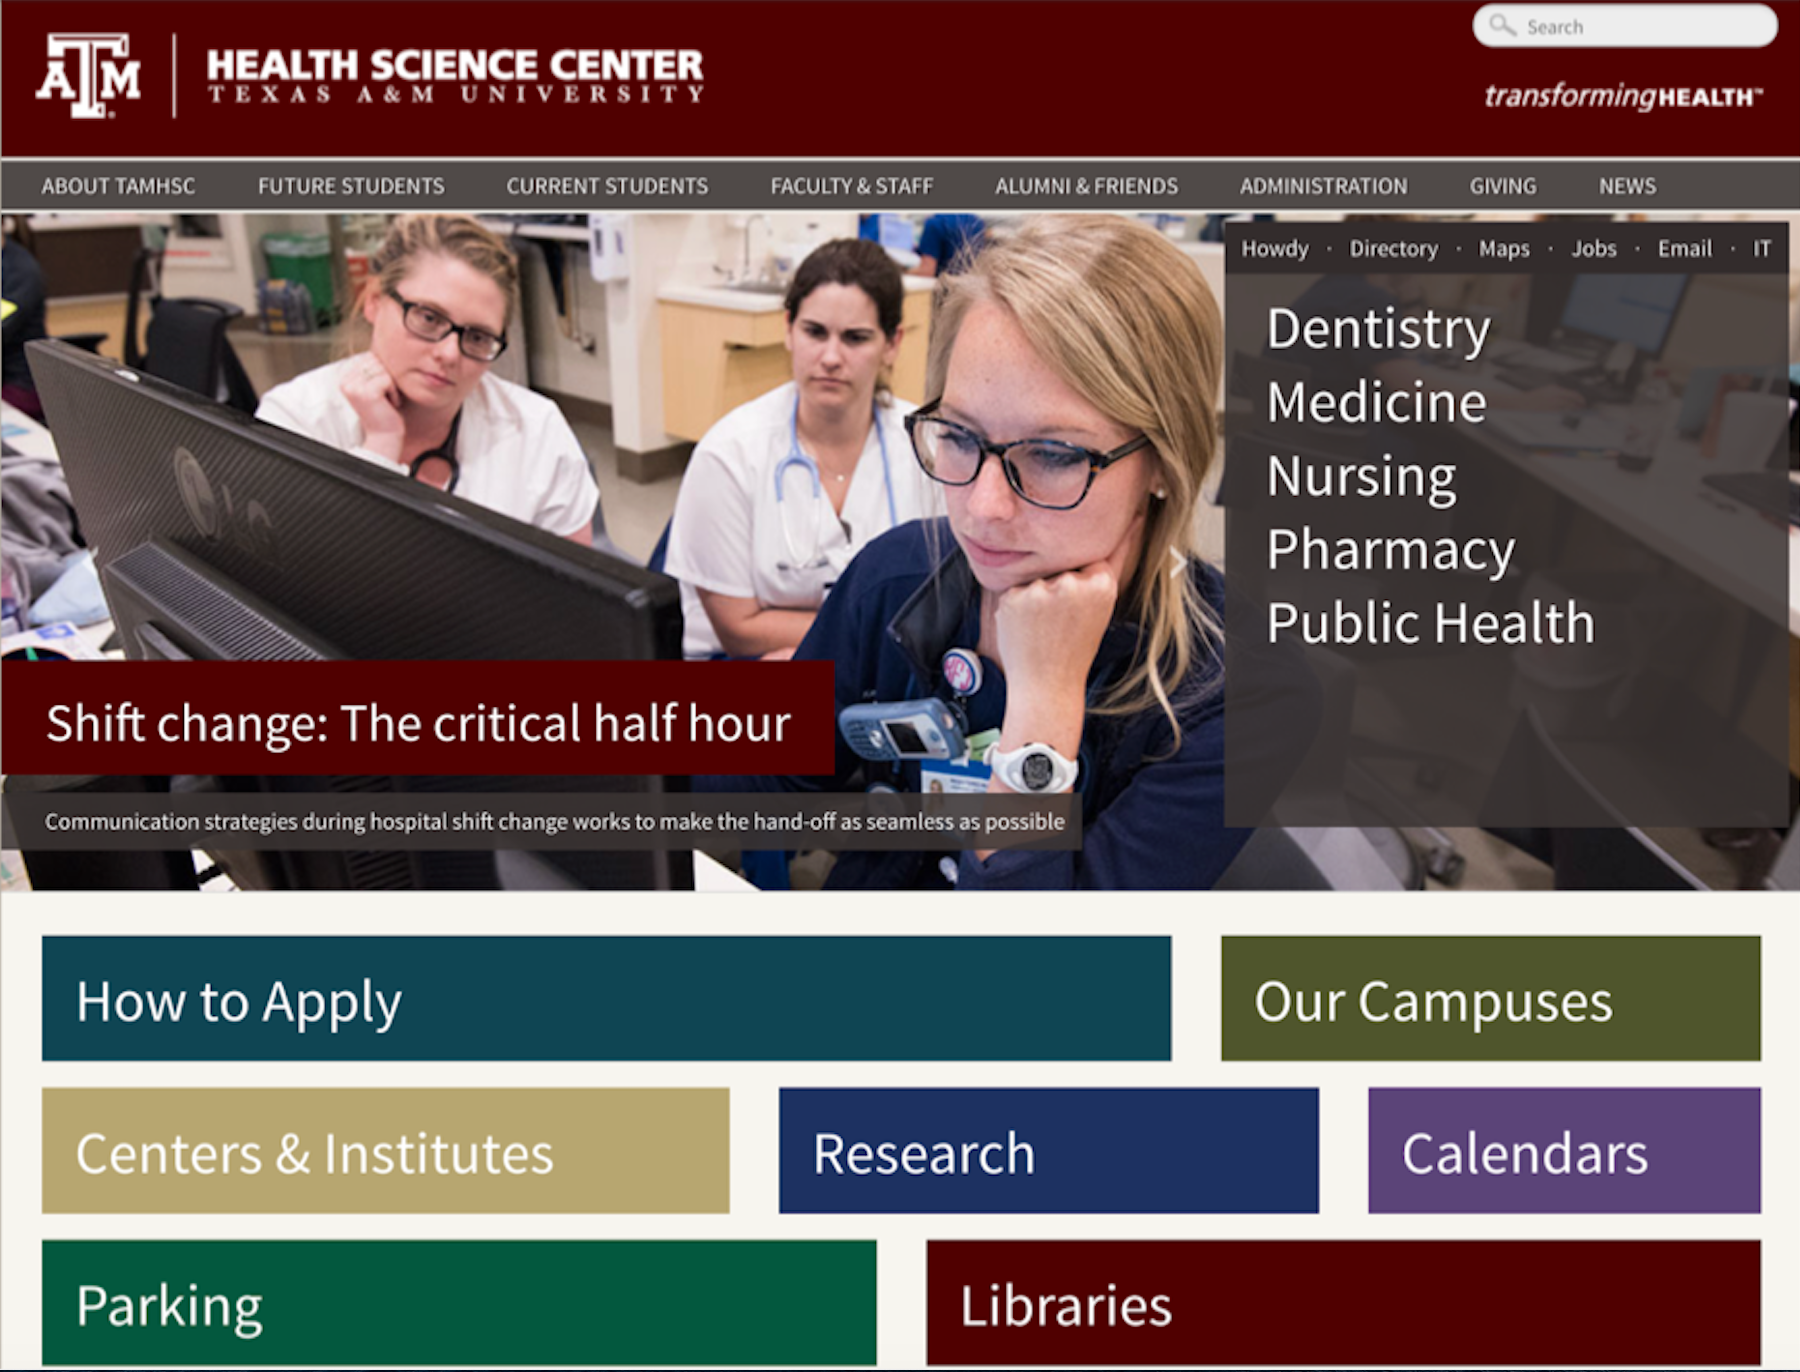 Search
ATM
HEALTH SCIENCE CENTER
TEXAS A&M UNIVERSITY
transformingHEALTH™
ABOUT TAMHSC
FUTURE STUDENTS
CURRENT STUDENTS
FACULTY & STAFF
ALUMNI & FRIENDS
ADMINISTRATION
GIVING
NEWS
Howdy · Directory · Maps · Jobs · Email · IT
Dentistry
Medicine
Nursing
Pharmacy
Public Health
LG
Shift change: The critical half hour
Communication strategies during hospital shift change works to make the hand-off as seamless as possible
How to Apply
Our Campuses
Centers & Institutes
Research
Calendars
Parking
Libraries